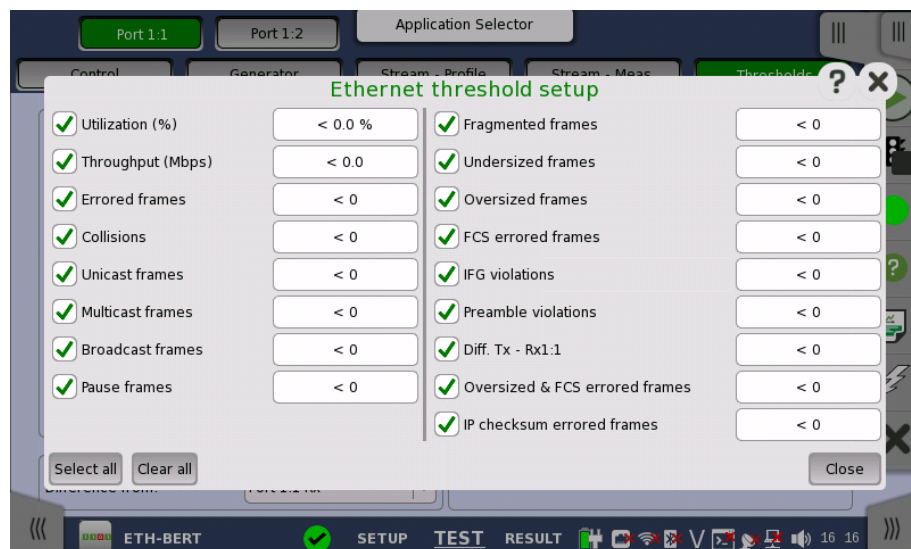 Port 1:1
Port 1:2
Application Selector
Control
Generator
Stream - Profile
Stream - Meas
Thresholds
Ethernet threshold setup
?
Utilization (%)
< 0.0 %
Fragmented frames
< 0
Throughput (Mbps)
< 0.0
Undersized frames
< 0
Errored frames
< 0
Oversized frames
< 0
Collisions
< 0
FCS errored frames
< 0
Unicast frames
< 0
IFG violations
< 0
Multicast frames
< 0
Preamble violations
< 0
Broadcast frames
< 0
Diff. Tx - Rx1:1
< 0
Pause frames
< 0
Oversized & FCS errored frames
< 0
IP checksum errored frames
< 0
Select all
Clear all
Close
Difference from:
Port 1:1 Rx
ETH-BERT
SETUP
TEST
RESULT
V
16 16